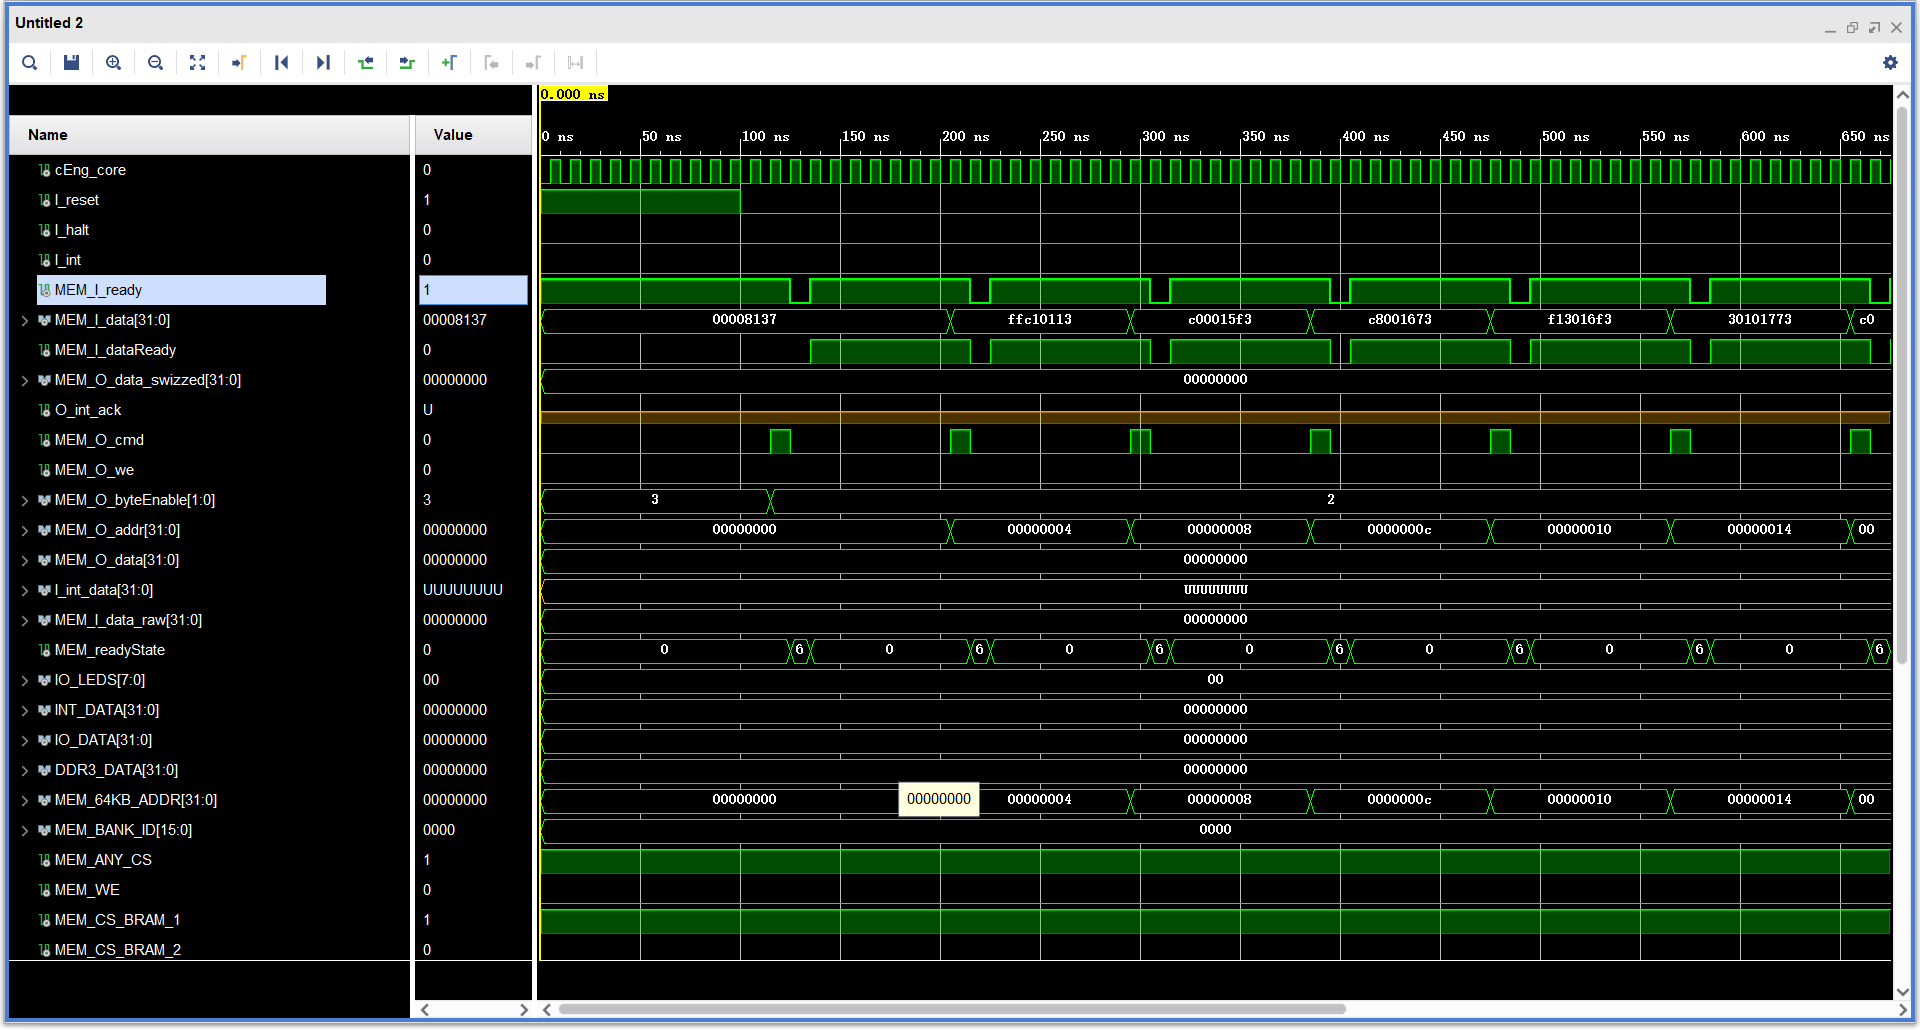 Untitled 2
0.000 ns
Name Value
0 ns 50 ns 100 ns 150 ns 200 ns 250 ns 300 ns 350 ns 400 ns 450 ns 500 ns 550 ns 600 ns 650 ns
cEng_core 0
I_reset 1
I_halt 0
I_int 0
MEM_I_ready 1
MEM_I_data[31:0] 00008137 00008137 ffc10113 c00015f3 c8001673 f13016f3 30101773 c0
MEM_I_dataReady 0
MEM_O_data_swizzed[31:0] 00000000 00000000
O_int_ack U
MEM_O_cmd 0
MEM_O_we 0
MEM_O_byteEnable[1:0] 3 3 2
MEM_O_addr[31:0] 00000000 00000000 00000004 00000008 0000000c 00000010 00000014 00
MEM_O_data[31:0] 00000000 00000000
I_int_data[31:0] UUUUUUUU UUUUUUUU
MEM_I_data_raw[31:0] 00000000 00000000
MEM_readyState 0 0 6 0 6 0 6 0 6 0 6 0 6 0 6
IO_LEDS[7:0] 00 00
INT_DATA[31:0] 00000000 00000000
IO_DATA[31:0] 00000000 00000000
DDR3_DATA[31:0] 00000000 00000000
MEM_64KB_ADDR[31:0] 00000000 00000000 00000000 00000004 00000008 0000000c 00000010 00000014 00
MEM_BANK_ID[15:0] 0000 0000
MEM_ANY_CS 1
MEM_WE 0
MEM_CS_BRAM_1 1
MEM_CS_BRAM_2 0